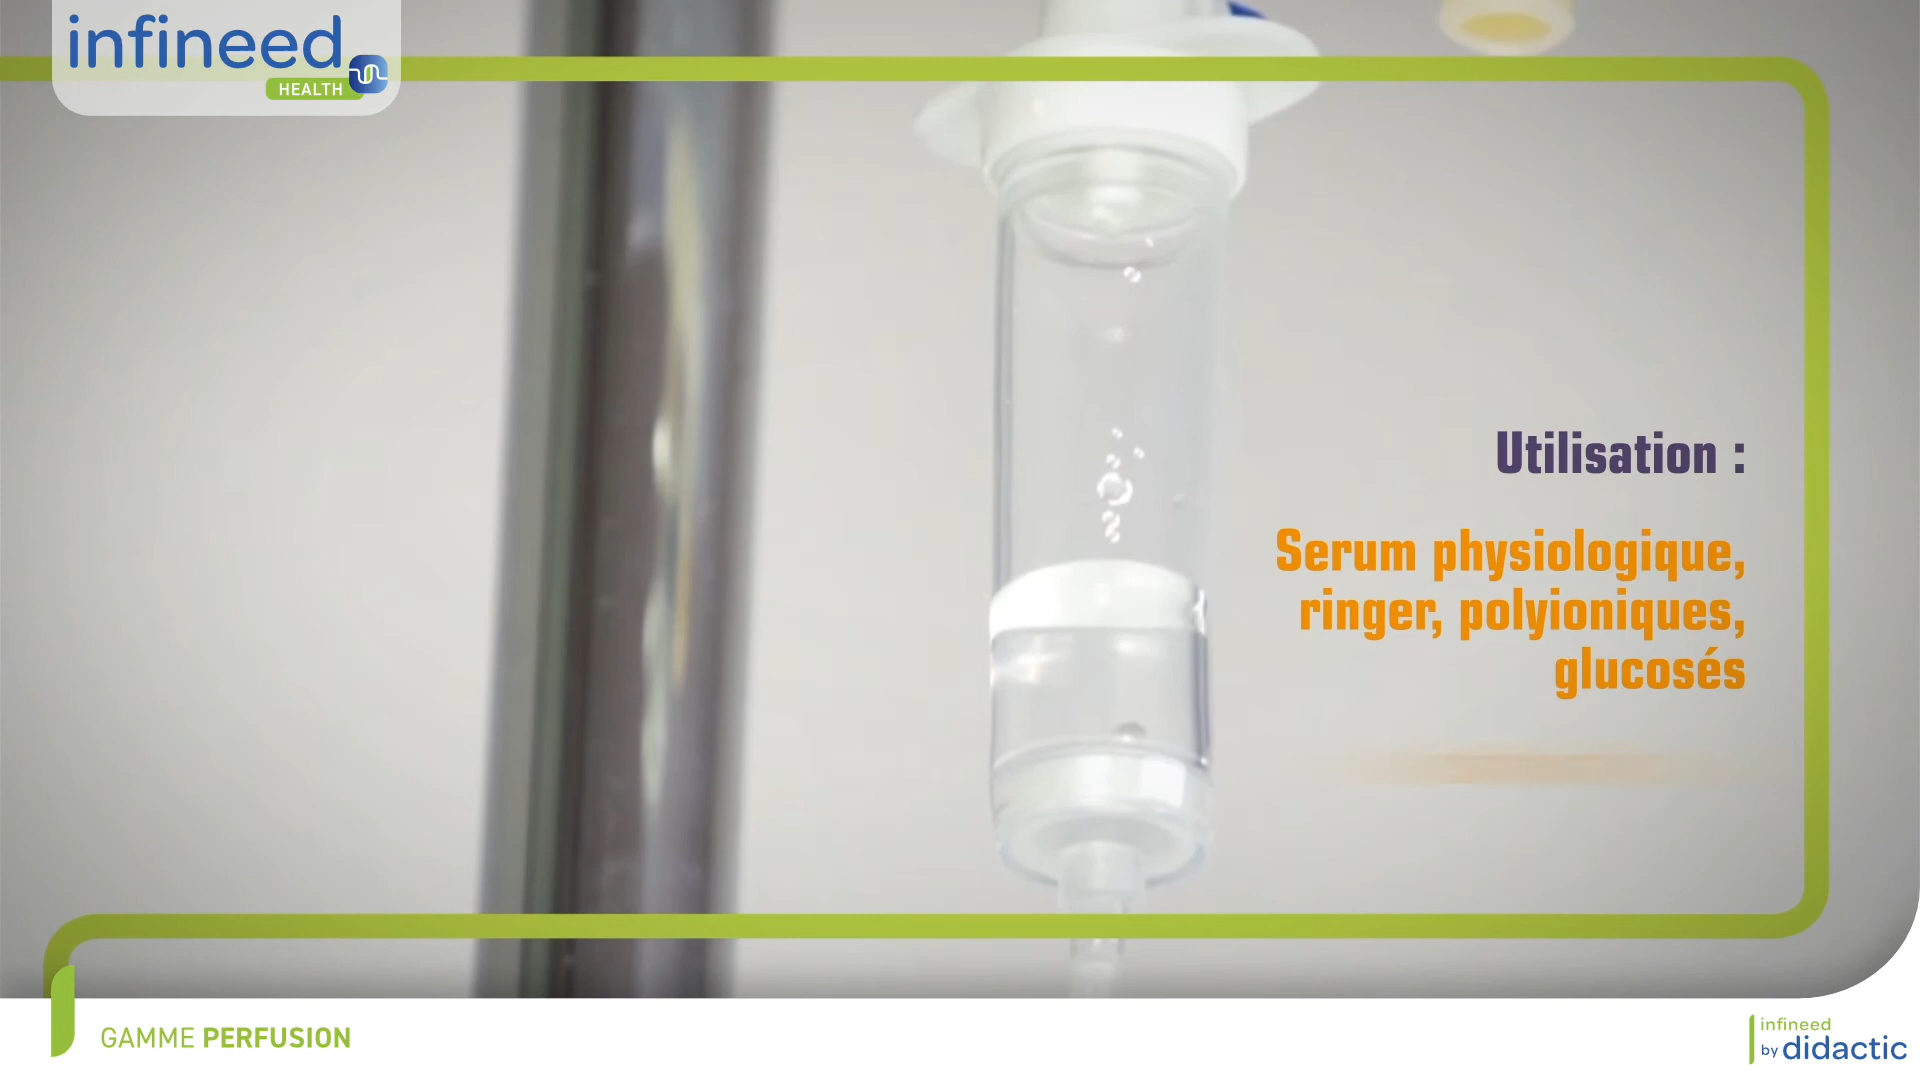 infineed
HEALTH
Utilisation :
Serum physiologique,
ringer, polyioniques,
glucosés
GAMME PERFUSION
infineed
by didactic